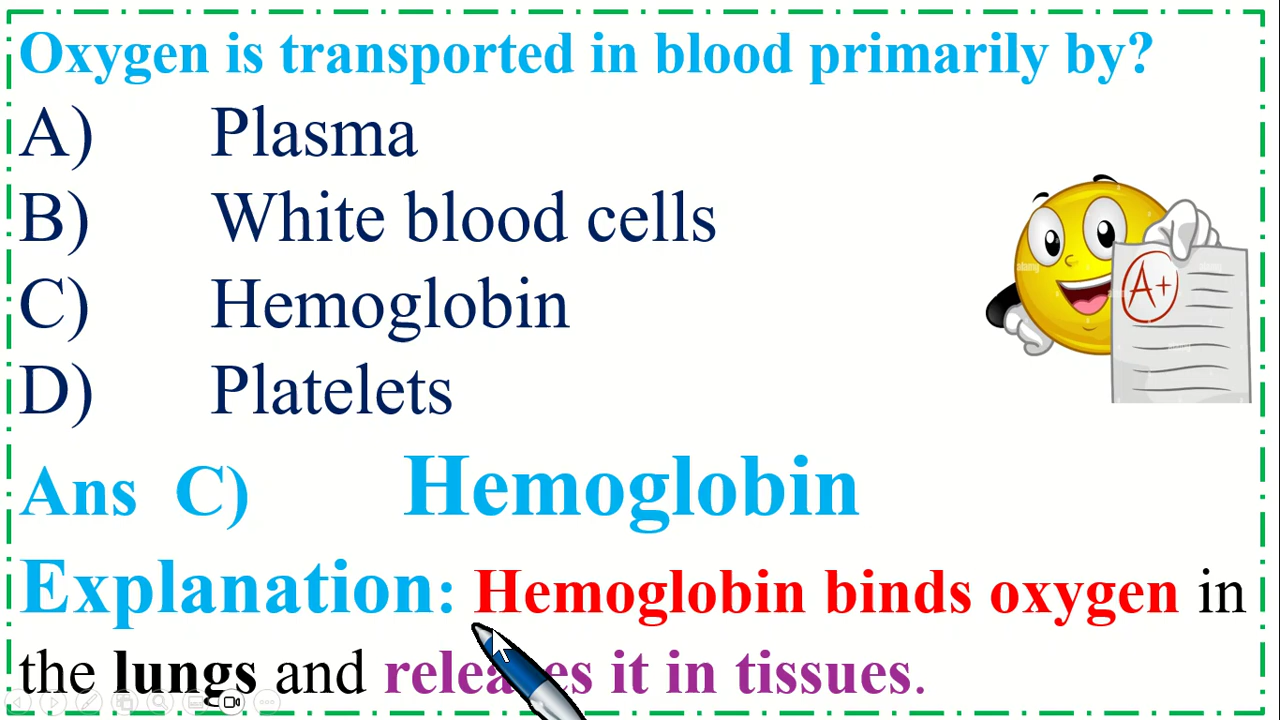 Oxygen is transported in blood primarily by?
A) Plasma
B) White blood cells
C) Hemoglobin
D) Platelets
A+
Ans C) Hemoglobin
Explanation: Hemoglobin binds oxygen in
the lungs and releases it in tissues.